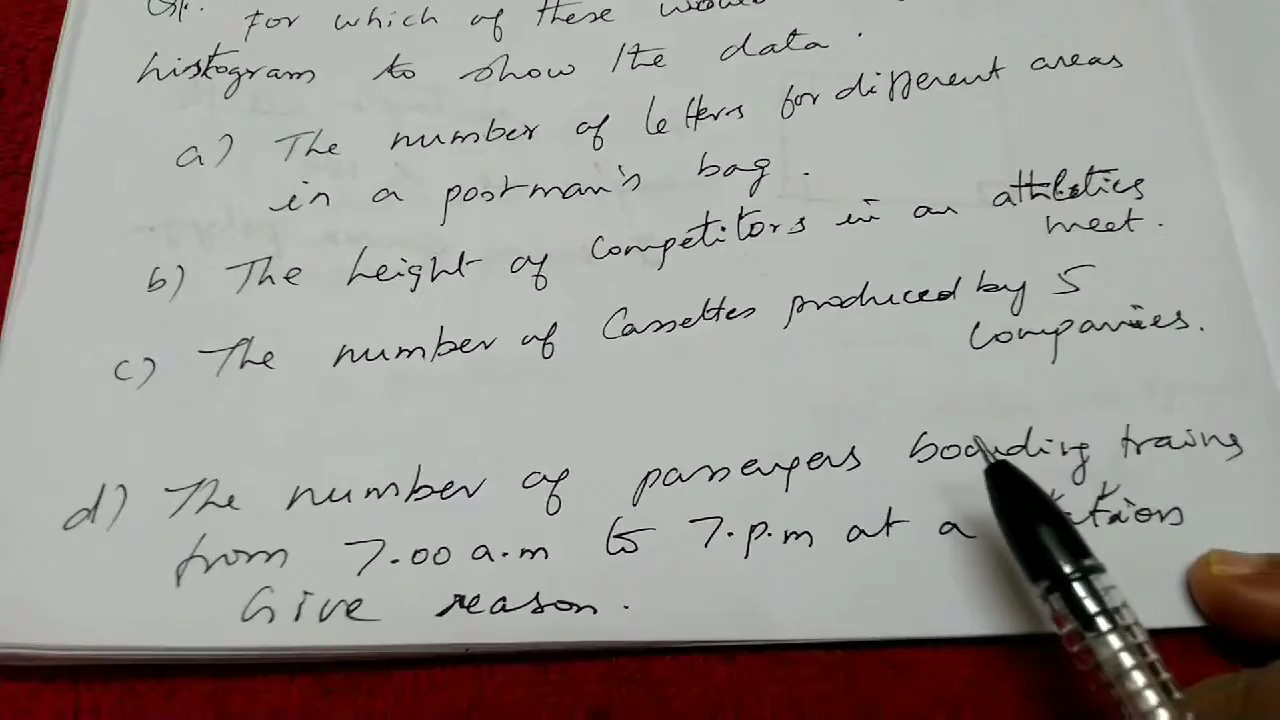 For which of these would
histogram to show the data.
a) The number of letters for different areas
in a postman's bag.
b) The height of competitors in an athletics
meet.
c) The number of Cassettes produced by 5
companies.
d) The number of passengers boarding trains
from 7.00 a.m to 7.p.m at a station
Give reason.